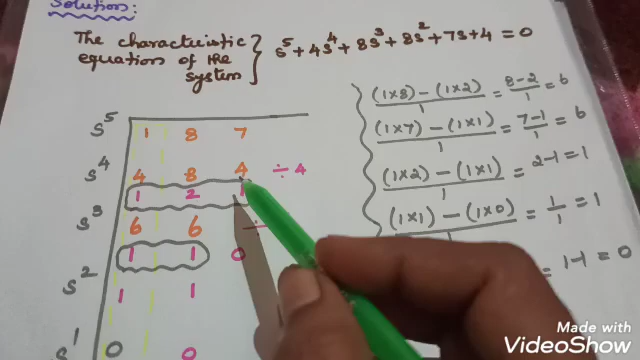 Solution:
The characteristic equation of the system } s⁵ + 4s⁴ + 8s³ + 8s² + 7s + 4 = 0
s⁵ 1 8 7
s⁴ 4 8 4 ÷ 4
1 2 1
s³ 6 6 ÷
1 1 0
s² 1 1
s¹ 0 0
(1×8) – (1×2) / 1 = 8-2 / 1 = 6
(1×7) – (1×1) / 1 = 7-1 / 1 = 6
(1×2) – (1×1) / 1 = 2-1 = 1
(1×1) – (1×0) / 1 = 1 / 1 = 1
= 1-1 = 0
Made with
VideoShow